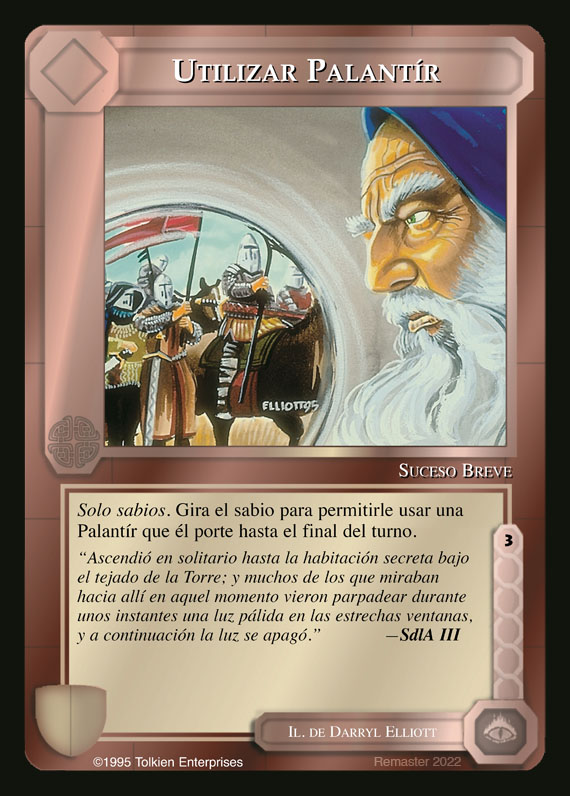 Utilizar Palantír
ELLIOTT95
Suceso Breve
Solo sabios. Gira el sabio para permitirle usar una
Palantír que él porte hasta el final del turno.
“Ascendió en solitario hasta la habitación secreta bajo
el tejado de la Torre; y muchos de los que miraban
hacia allí en aquel momento vieron parpadear durante
unos instantes una luz pálida en las estrechas ventanas,
y a continuación la luz se apagó.” —SdlA III
3
Il. de Darryl Elliott
©1995 Tolkien Enterprises
Remaster 2022